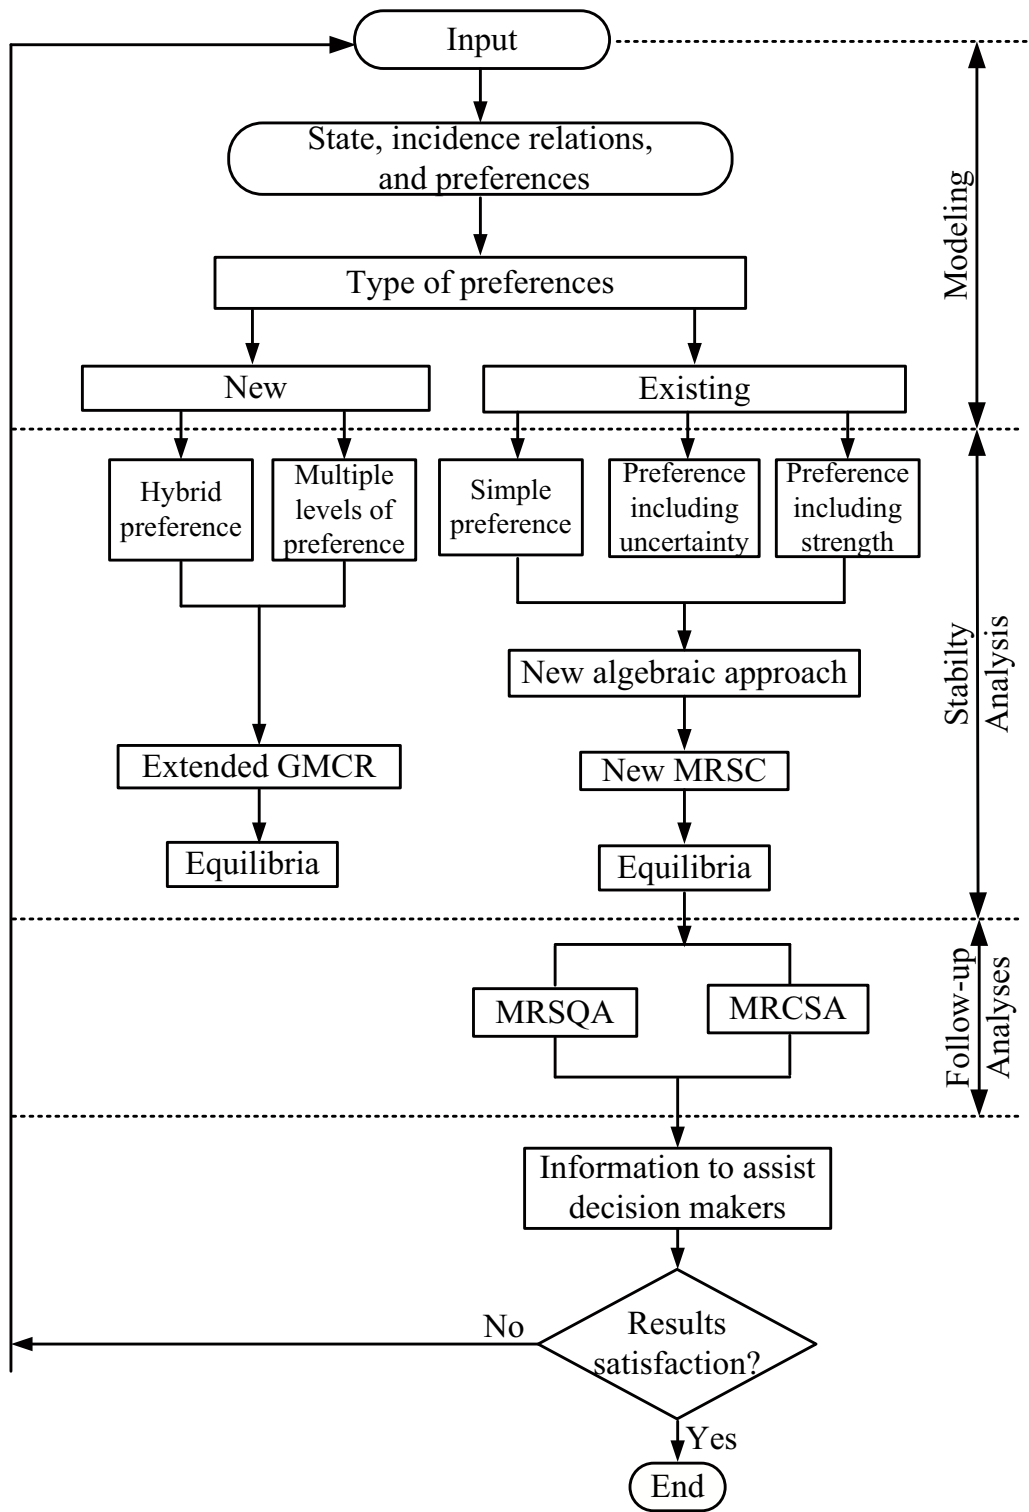 Input
State, incidence relations,
and preferences
Type of preferences
New
Existing
Modeling
Hybrid
preference
Multiple
levels of
preference
Simple
preference
Preference
including
uncertainty
Preference
including
strength
New algebraic approach
Extended GMCR
New MRSC
Equilibria
Equilibria
Stabilty
Analysis
MRSQA
MRCSA
Follow-up
Analyses
Information to assist
decision makers
Results
satisfaction?
No
Yes
End